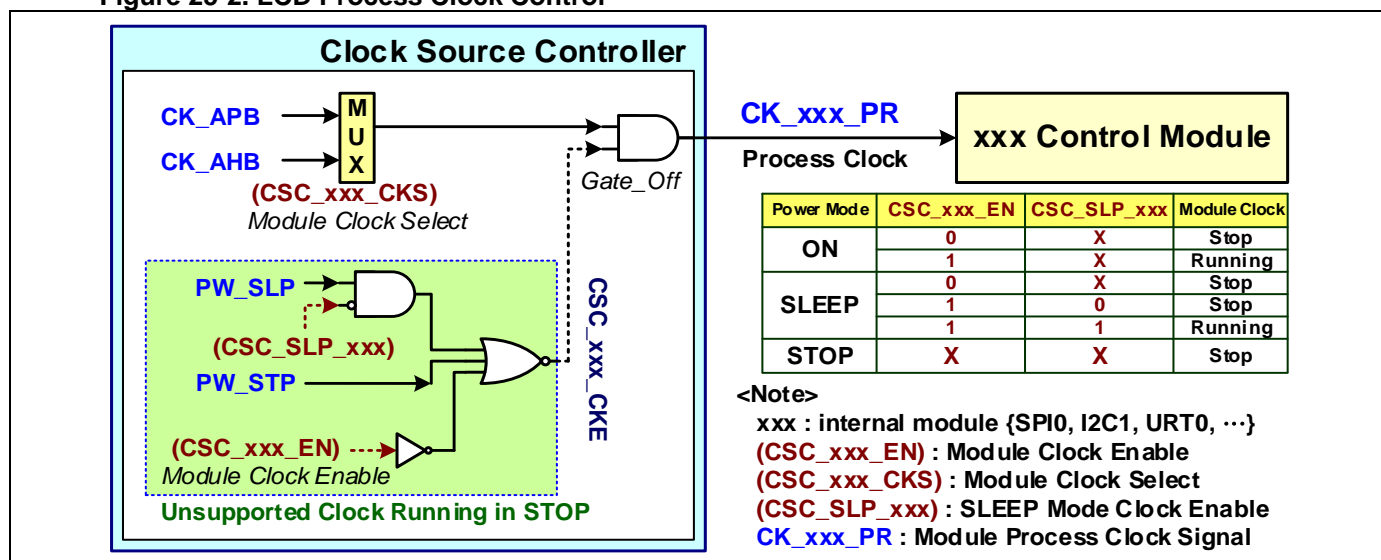 Figure 26-2. LCD Process Clock Control
Clock Source Controller
CK_APB
CK_AHB
M
U
X
(CSC_xxx_CKS)
Module Clock Select
Gate_Off
CK_xxx_PR
Process Clock
xxx Control Module
PW_SLP
(CSC_SLP_xxx)
PW_STP
(CSC_xxx_EN)
Module Clock Enable
Unsupported Clock Running in STOP
CSC_xxx_CKE
Power Mode CSC_xxx_EN CSC_SLP_xxx Module Clock
ON 0 X Stop
1 X Running
SLEEP 0 X Stop
1 0 Stop
1 1 Running
STOP X X Stop
<Note>
xxx : internal module {SPI0, I2C1, URT0, ⋯}
(CSC_xxx_EN) : Module Clock Enable
(CSC_xxx_CKS) : Module Clock Select
(CSC_SLP_xxx) : SLEEP Mode Clock Enable
CK_xxx_PR : Module Process Clock Signal